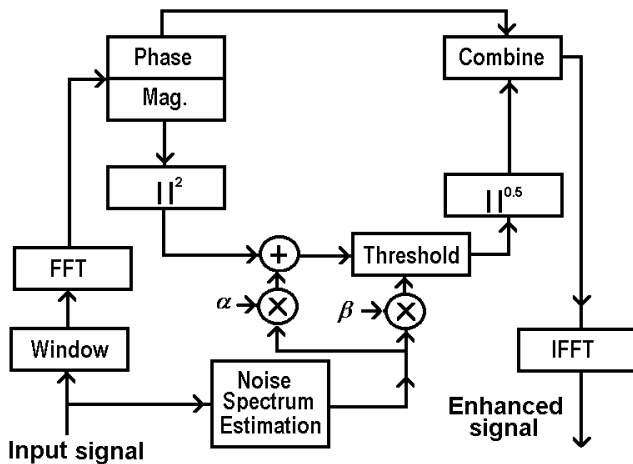 Phase
Mag.
Combine
||²
||⁰·⁵
FFT
+
Threshold
α
×
β
×
Window
Noise
Spectrum
Estimation
IFFT
Input signal
Enhanced
signal